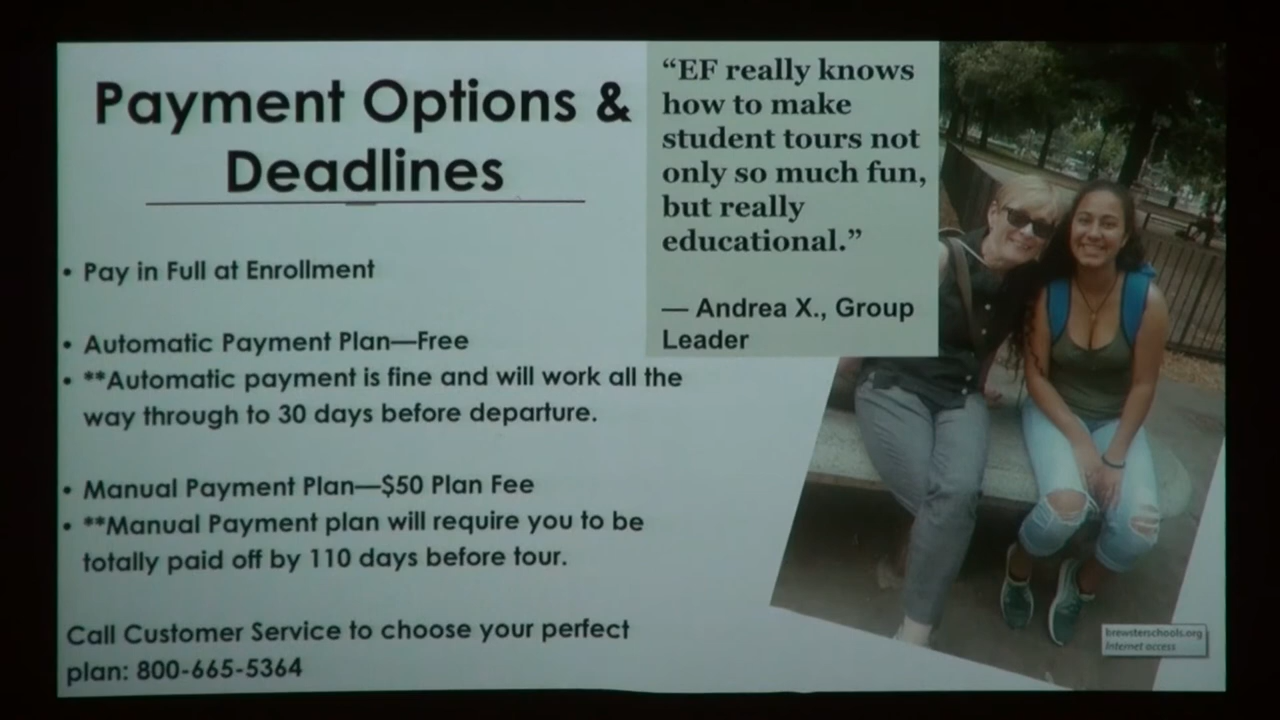 Payment Options &
Deadlines
• Pay in Full at Enrollment
• Automatic Payment Plan—Free
• **Automatic payment is fine and will work all the
way through to 30 days before departure.
• Manual Payment Plan—$50 Plan Fee
• **Manual Payment plan will require you to be
totally paid off by 110 days before tour.
Call Customer Service to choose your perfect
plan: 800-665-5364
“EF really knows
how to make
student tours not
only so much fun,
but really
educational.”
— Andrea X., Group
Leader
brewsterschools.org
Internet access